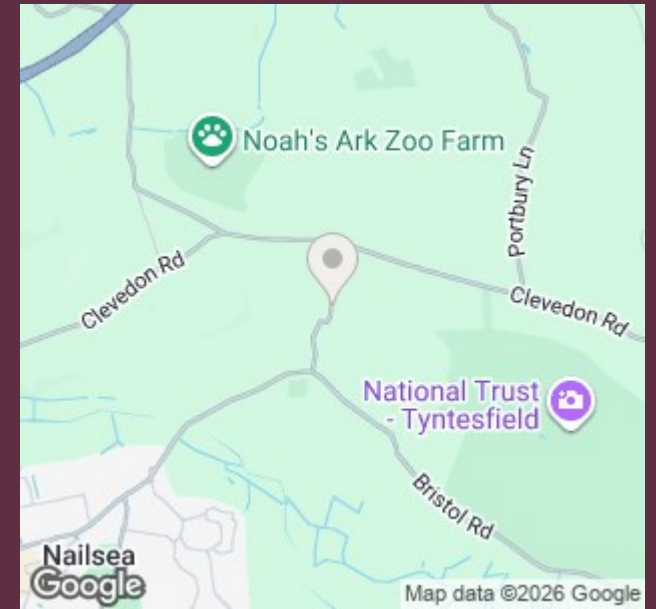 Noah's Ark Zoo Farm
Portbury Ln
Clevedon Rd
Clevedon Rd
National Trust
- Tyntesfield
Bristol Rd
Nailsea
Google
Map data ©2026 Google